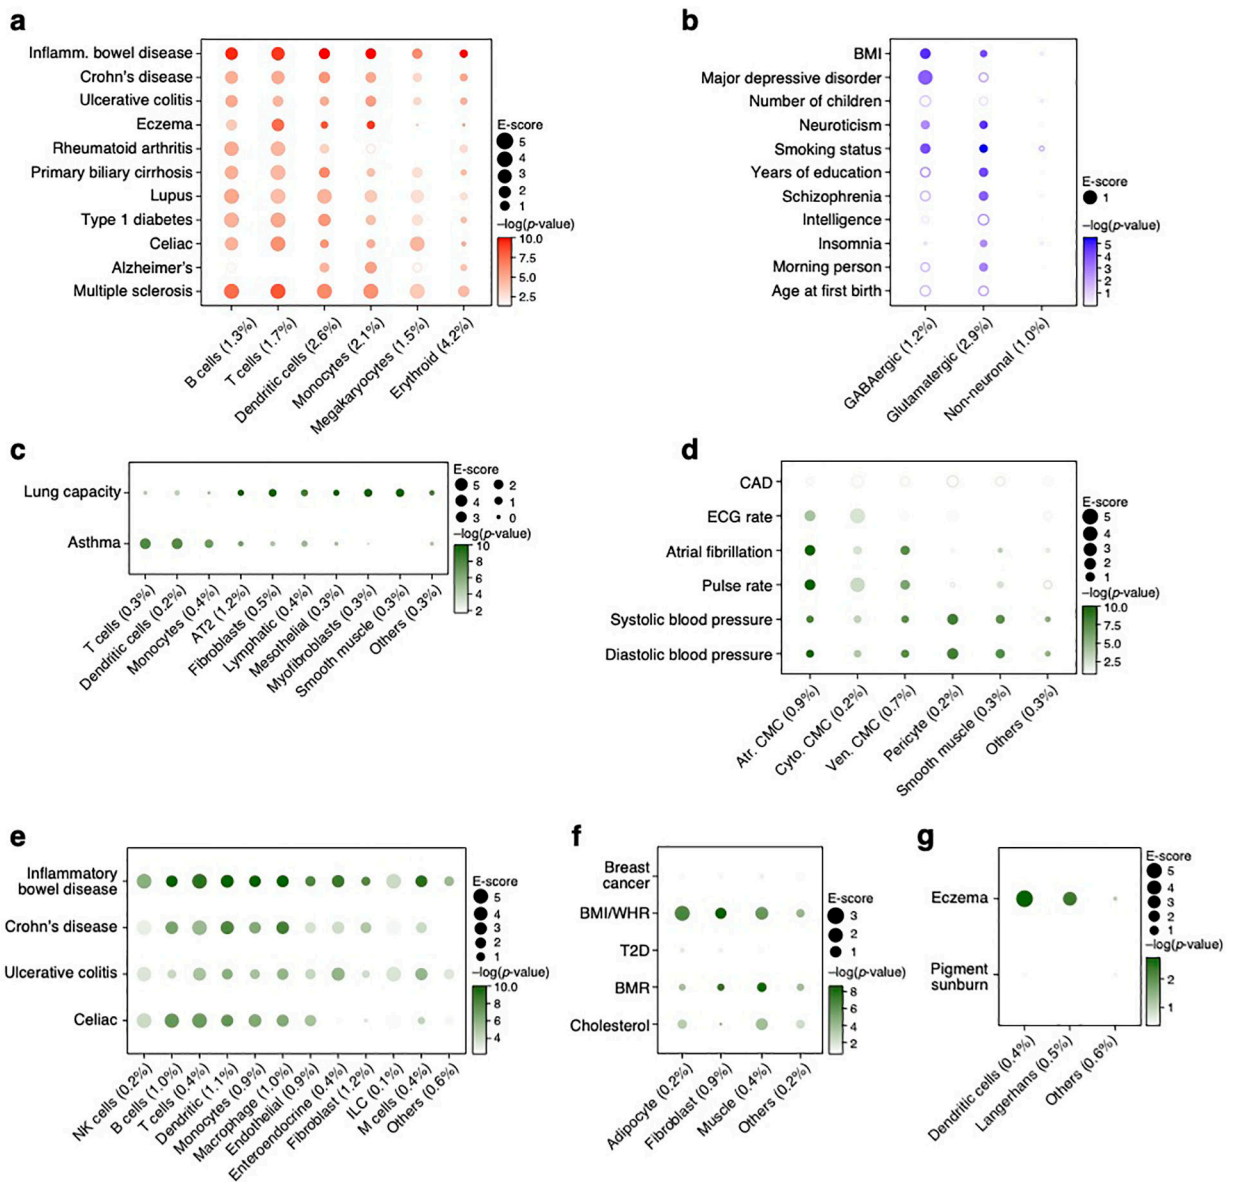 a
Inflamm. bowel disease
Crohn's disease
Ulcerative colitis
Eczema
Rheumatoid arthritis
Primary biliary cirrhosis
Lupus
Type 1 diabetes
Celiac
Alzheimer's
Multiple sclerosis
B cells (1.3%)
T cells (1.7%)
Dendritic cells (2.6%)
Monocytes (2.1%)
Megakaryocytes (1.5%)
Erythroid (4.2%)
E-score
5
4
3
2
1
−log(p-value)
10.0
7.5
5.0
2.5
b
BMI
Major depressive disorder
Number of children
Neuroticism
Smoking status
Years of education
Schizophrenia
Intelligence
Insomnia
Morning person
Age at first birth
GABAergic (1.2%)
Glutamatergic (2.9%)
Non-neuronal (1.0%)
E-score
1
−log(p-value)
5
4
3
2
1
c
Lung capacity
Asthma
T cells (0.3%)
Dendritic cells (0.2%)
Monocytes (0.4%)
AT2 (1.2%)
Fibroblasts (0.5%)
Lymphatic (0.4%)
Mesothelial (0.3%)
Myofibroblasts (0.3%)
Smooth muscle (0.3%)
Others (0.3%)
E-score
5 2
4 1
3 0
−log(p-value)
10
8
6
4
2
d
CAD
ECG rate
Atrial fibrillation
Pulse rate
Systolic blood pressure
Diastolic blood pressure
Atr. CMC (0.9%)
Cyto. CMC (0.2%)
Ven. CMC (0.7%)
Pericyte (0.2%)
Smooth muscle (0.3%)
Others (0.3%)
E-score
5
4
3
2
1
−log(p-value)
10.0
7.5
5.0
2.5
e
Inflammatory
bowel disease
Crohn's disease
Ulcerative colitis
Celiac
NK cells (0.2%)
B cells (1.0%)
T cells (0.4%)
Dendritic (1.1%)
Monocytes (0.9%)
Macrophage (1.0%)
Endothelial (0.9%)
Enteroendocrine (0.4%)
Fibroblast (1.2%)
ILC (0.1%)
M cells (0.4%)
Others (0.6%)
E-score
5
4
3
2
1
−log(p-value)
10.0
8
6
4
f
Breast
cancer
BMI/WHR
T2D
BMR
Cholesterol
Adipocyte (0.2%)
Fibroblast (0.9%)
Muscle (0.4%)
Others (0.2%)
E-score
3
2
1
−log(p-value)
8
6
4
2
g
Eczema
Pigment
sunburn
Dendritic cells (0.4%)
Langerhans (0.5%)
Others (0.6%)
E-score
5
4
3
2
1
−log(p-value)
2
1